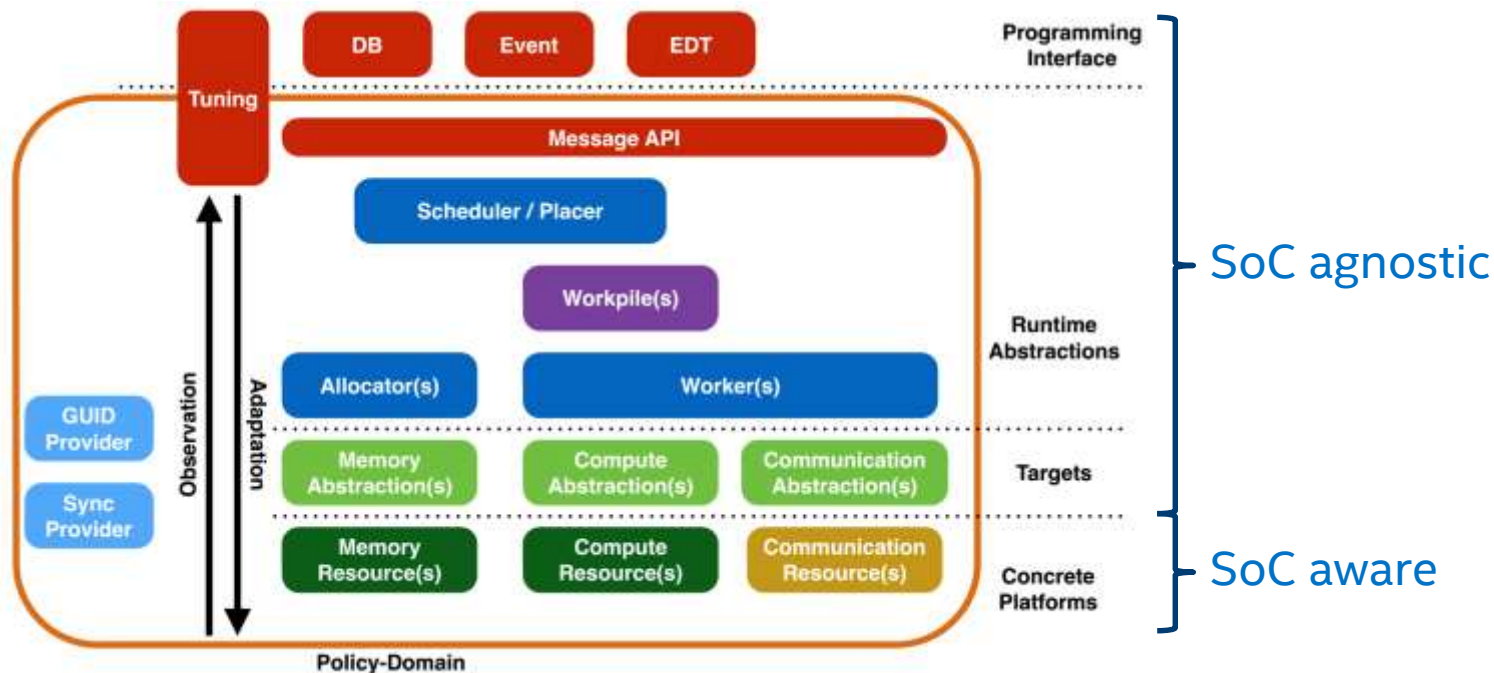 DB
Event
EDT
Programming
Interface
Tuning
Message API
Scheduler / Placer
SoC agnostic
Workpile(s)
Runtime
Abstractions
Allocator(s)
Worker(s)
GUID
Provider
Observation
Adaptation
Memory
Abstraction(s)
Compute
Abstraction(s)
Communication
Abstraction(s)
Targets
Sync
Provider
Memory
Resource(s)
Compute
Resource(s)
Communication
Resource(s)
Concrete
Platforms
SoC aware
Policy-Domain